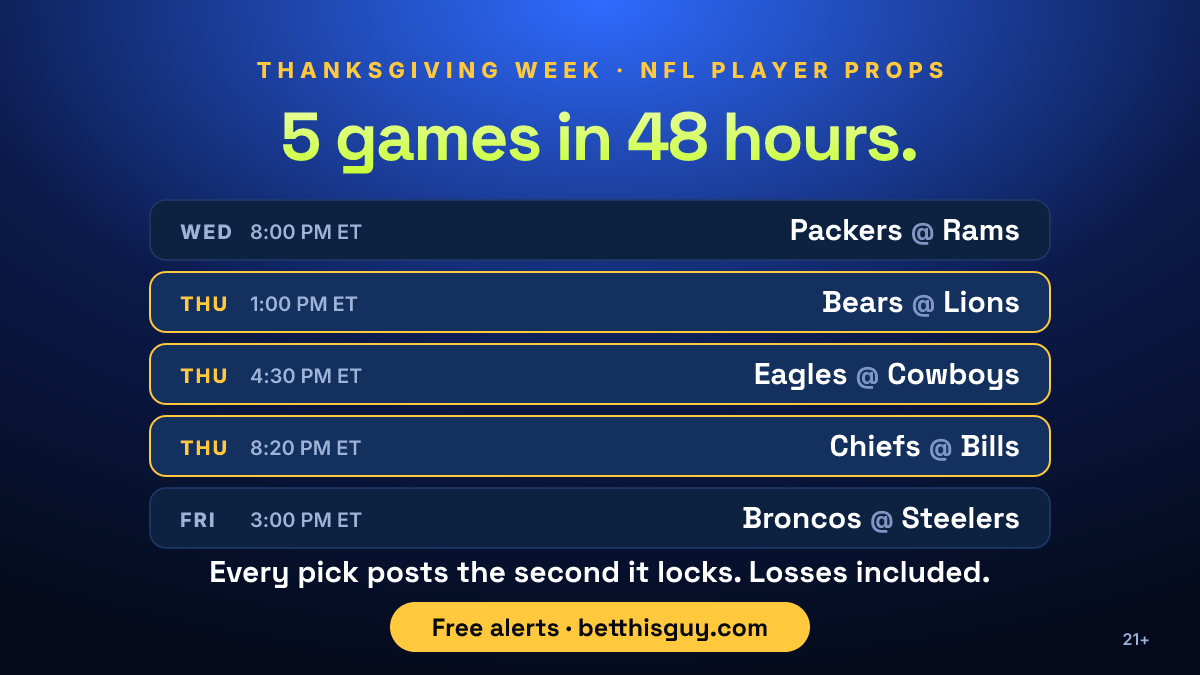 THANKSGIVING WEEK · NFL PLAYER PROPS
5 games in 48 hours.
WED 8:00 PM ET Packers @ Rams
THU 1:00 PM ET Bears @ Lions
THU 4:30 PM ET Eagles @ Cowboys
THU 8:20 PM ET Chiefs @ Bills
FRI 3:00 PM ET Broncos @ Steelers
Every pick posts the second it locks. Losses included.
Free alerts · betthisguy.com
21+